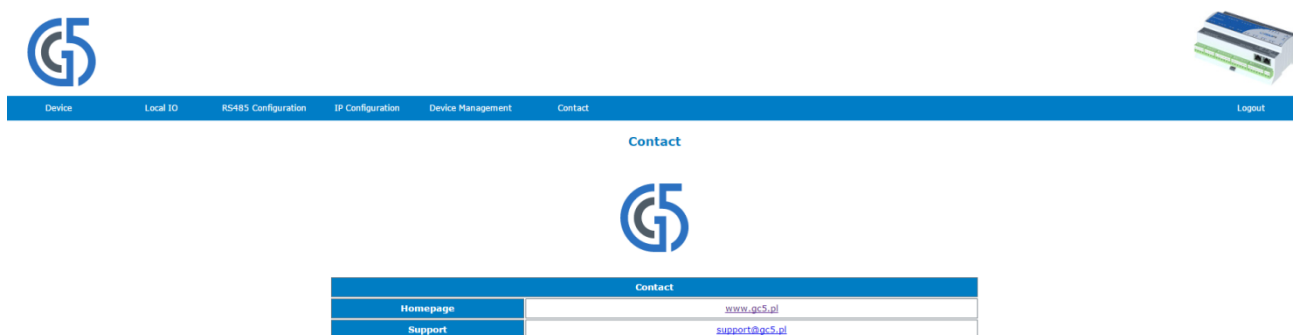 Device Local IO RS485 Configuration IP Configuration Device Management Contact Logout
Contact
Contact
Homepage www.gc5.pl
Support support@gc5.pl